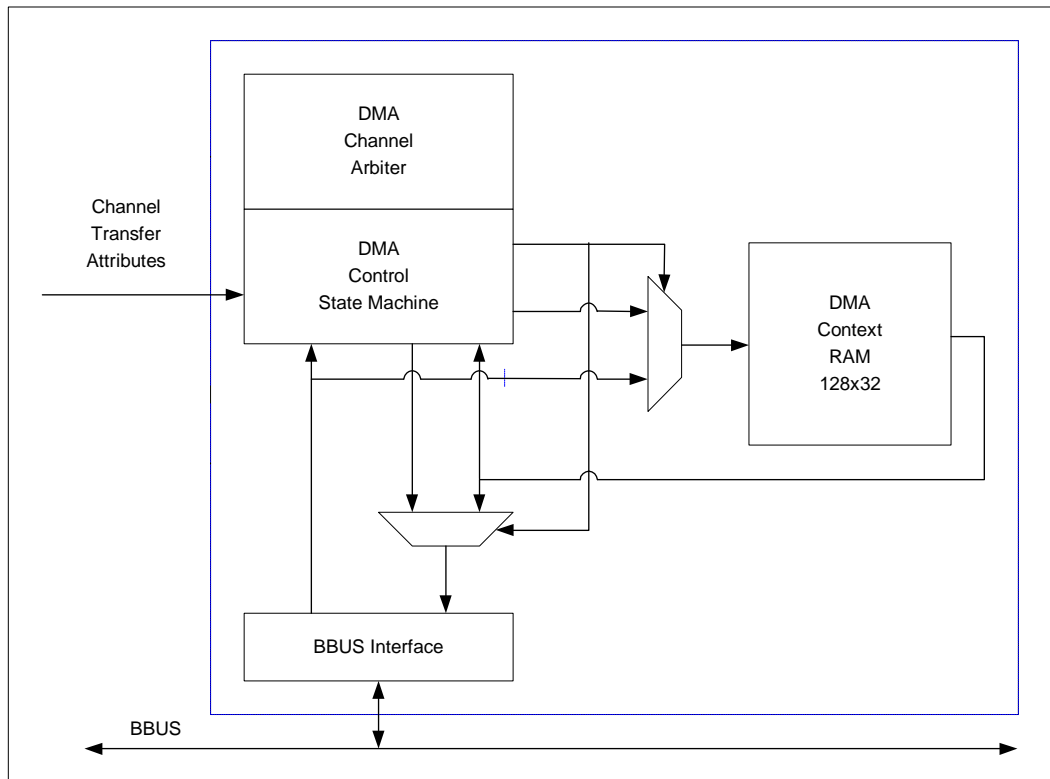 DMA
Channel
Arbiter
Channel
Transfer
Attributes
DMA
Control
State Machine
DMA
Context
RAM
128x32
BBUS Interface
BBUS